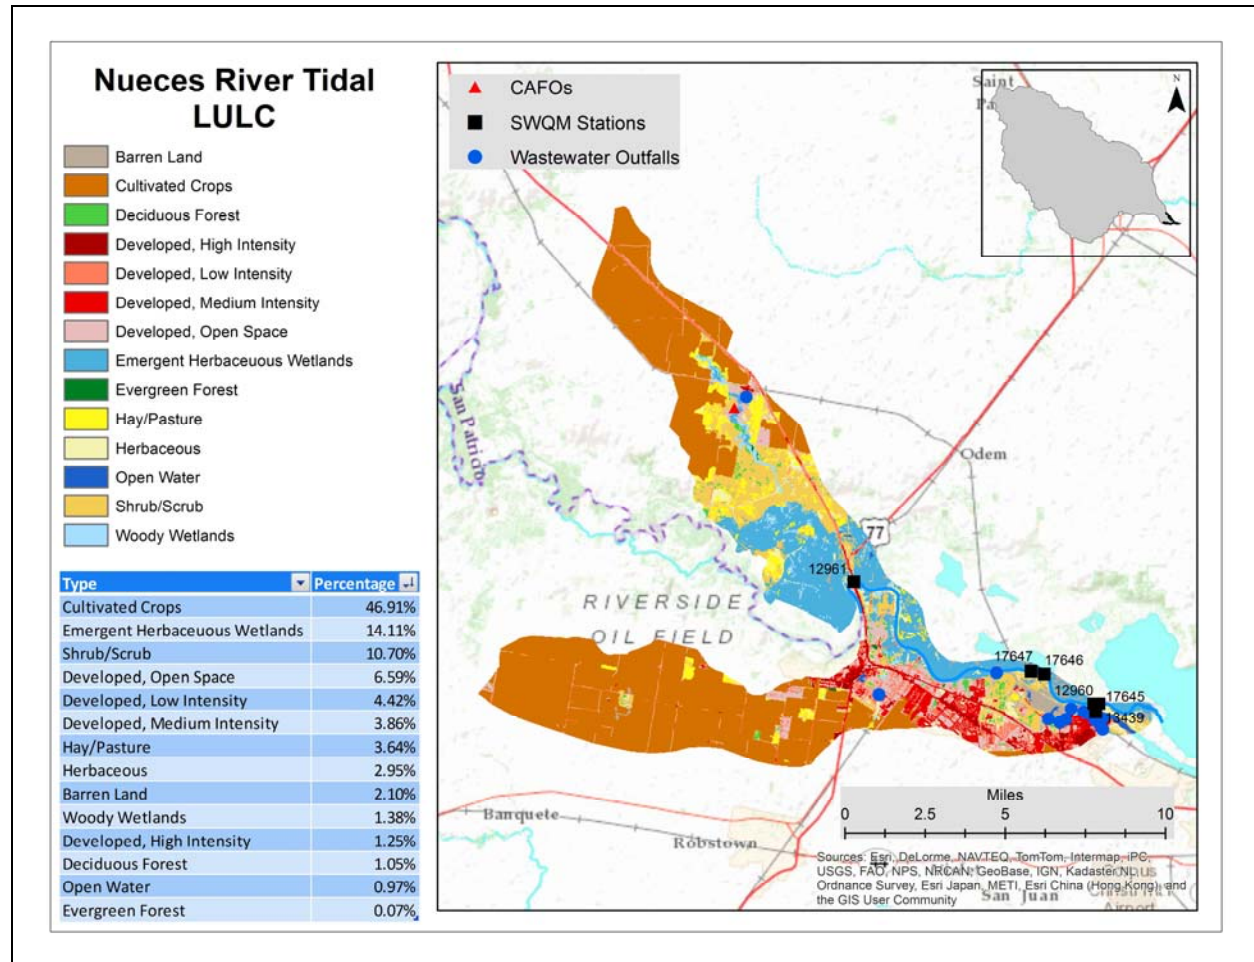 Nueces River Tidal
LULC
Barren Land
Cultivated Crops
Deciduous Forest
Developed, High Intensity
Developed, Low Intensity
Developed, Medium Intensity
Developed, Open Space
Emergent Herbaceuous Wetlands
Evergreen Forest
Hay/Pasture
Herbaceous
Open Water
Shrub/Scrub
Woody Wetlands
Type Percentage
Cultivated Crops 46.91%
Emergent Herbaceuous Wetlands 14.11%
Shrub/Scrub 10.70%
Developed, Open Space 6.59%
Developed, Low Intensity 4.42%
Developed, Medium Intensity 3.86%
Hay/Pasture 3.64%
Herbaceous 2.95%
Barren Land 2.10%
Woody Wetlands 1.38%
Developed, High Intensity 1.25%
Deciduous Forest 1.05%
Open Water 0.97%
Evergreen Forest 0.07%
CAFOs
SWQM Stations
Wastewater Outfalls
Saint
Pa
N
San Patricio
Odem
77
12961
RIVERSIDE
OIL FIELD
17647
17646
12960
17645
13439
Miles
0 2.5 5 10
Banquete
Robstown
Sources: Esri, DeLorme, NAVTEQ, TomTom, Intermap, iPC,
USGS, FAO, NPS, NRCAN, GeoBase, IGN, Kadaster NL,
Ordnance Survey, Esri Japan, METI, Esri China (Hong Kong), and
the GIS User Community
San Juan
Airport